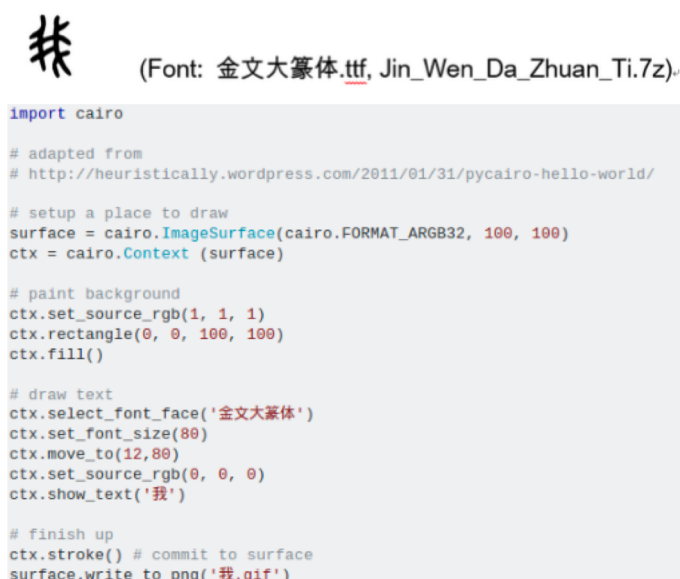 我
(Font: 金文大篆体.ttf, Jin_Wen_Da_Zhuan_Ti.7z).
import cairo
# adapted from
# http://heuristically.wordpress.com/2011/01/31/pycairo-hello-world/
# setup a place to draw
surface = cairo.ImageSurface(cairo.FORMAT_ARGB32, 100, 100)
ctx = cairo.Context (surface)
# paint background
ctx.set_source_rgb(1, 1, 1)
ctx.rectangle(0, 0, 100, 100)
ctx.fill()
# draw text
ctx.select_font_face('金文大篆体')
ctx.set_font_size(80)
ctx.move_to(12,80)
ctx.set_source_rgb(0, 0, 0)
ctx.show_text('我')
# finish up
ctx.stroke() # commit to surface
surface.write_to_png('我.gif')